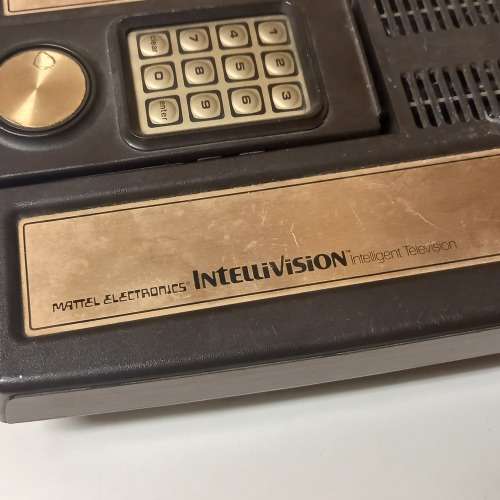 1 2 3
4 5 6
7 8 9
clear 0 enter
MATTEL ELECTRONICS® INTELLIVISION™ Intelligent Television